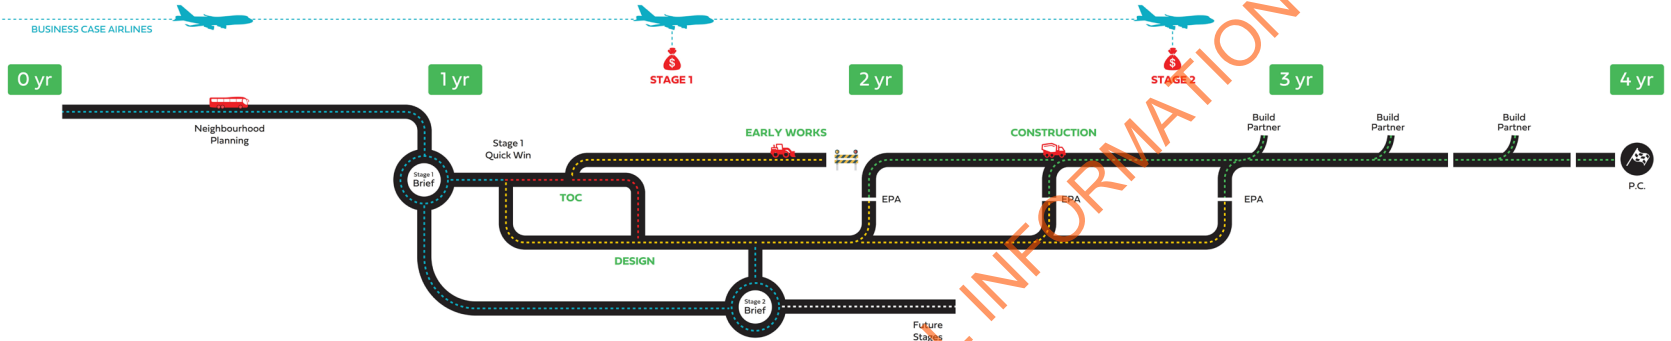 BUSINESS CASE AIRLINES
$
$
STAGE 1
STAGE 2
0 yr
1 yr
2 yr
3 yr
4 yr
Neighbourhood
Planning
Stage 1
Quick Win
EARLY WORKS
CONSTRUCTION
Build
Partner
Build
Partner
Build
Partner
Stage 1
Brief
TOC
EPA
EPA
EPA
P.C.
DESIGN
Stage 2
Brief
Future
Stages
INFORMATION